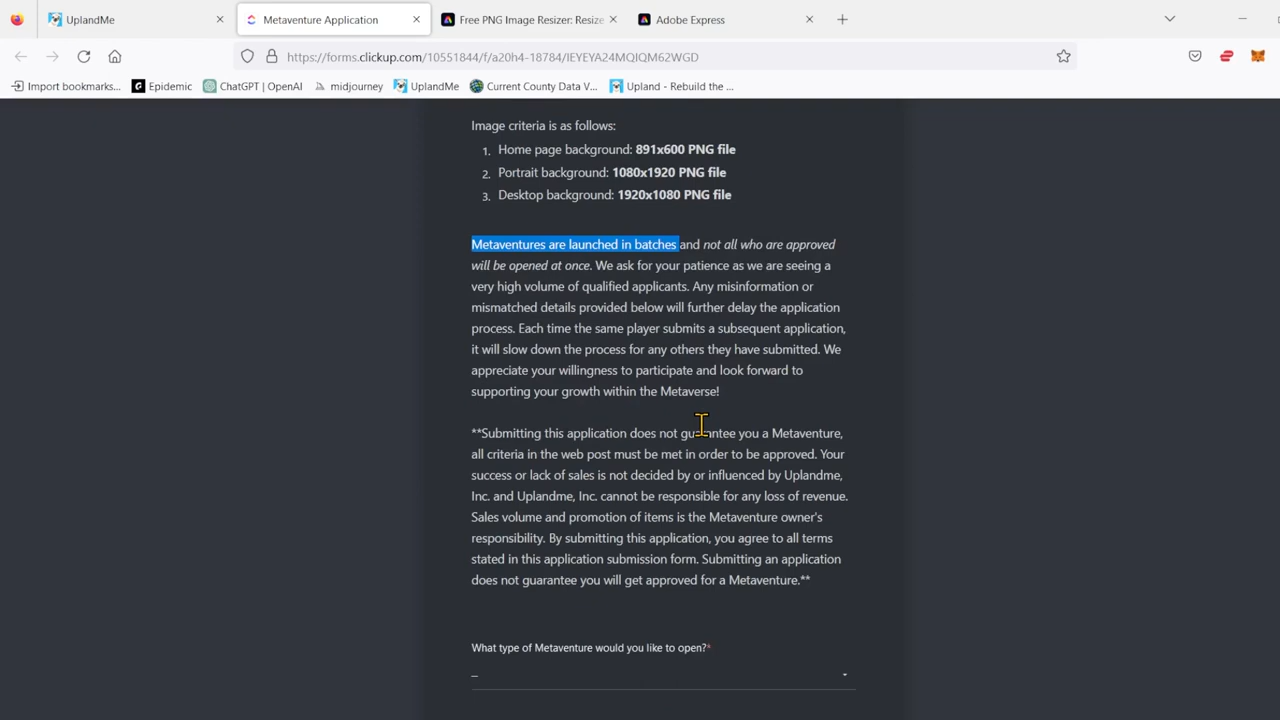 UplandMe
Metaventure Application
Free PNG Image Resizer: Resize
Adobe Express
https://forms.clickup.com/10551844/f/a20h4-18784/IEYEYA24MQIQM62WGD
Import bookmarks...
Epidemic
ChatGPT | OpenAI
midjourney
UplandMe
Current County Data V...
Upland - Rebuild the ...
Image criteria is as follows:
1. Home page background: 891x600 PNG file
2. Portrait background: 1080x1920 PNG file
3. Desktop background: 1920x1080 PNG file
Metaventures are launched in batches and not all who are approved
will be opened at once. We ask for your patience as we are seeing a
very high volume of qualified applicants. Any misinformation or
mismatched details provided below will further delay the application
process. Each time the same player submits a subsequent application,
it will slow down the process for any others they have submitted. We
appreciate your willingness to participate and look forward to
supporting your growth within the Metaverse!
**Submitting this application does not guarantee you a Metaventure,
all criteria in the web post must be met in order to be approved. Your
success or lack of sales is not decided by or influenced by Uplandme,
Inc. and Uplandme, Inc. cannot be responsible for any loss of revenue.
Sales volume and promotion of items is the Metaventure owner's
responsibility. By submitting this application, you agree to all terms
stated in this application submission form. Submitting an application
does not guarantee you will get approved for a Metaventure.**
What type of Metaventure would you like to open?*
–